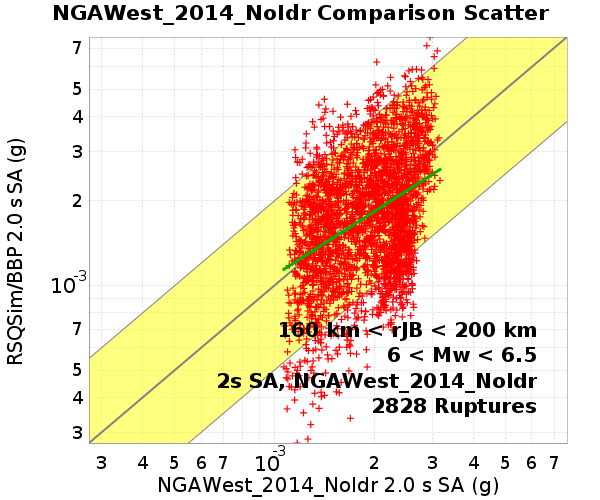 NGAWest_2014_NoIdr Comparison Scatter
RSQSim/BBP 2.0 s SA (g)
7
5
4
3
2
10-3
7
5
4
3
160 km < rJB < 200 km
6 < Mw < 6.5
2s SA, NGAWest_2014_NoIdr
2828 Ruptures
3 4 5 6 7 10-3 2 3 4 5 6 7
NGAWest_2014_NoIdr 2.0 s SA (g)